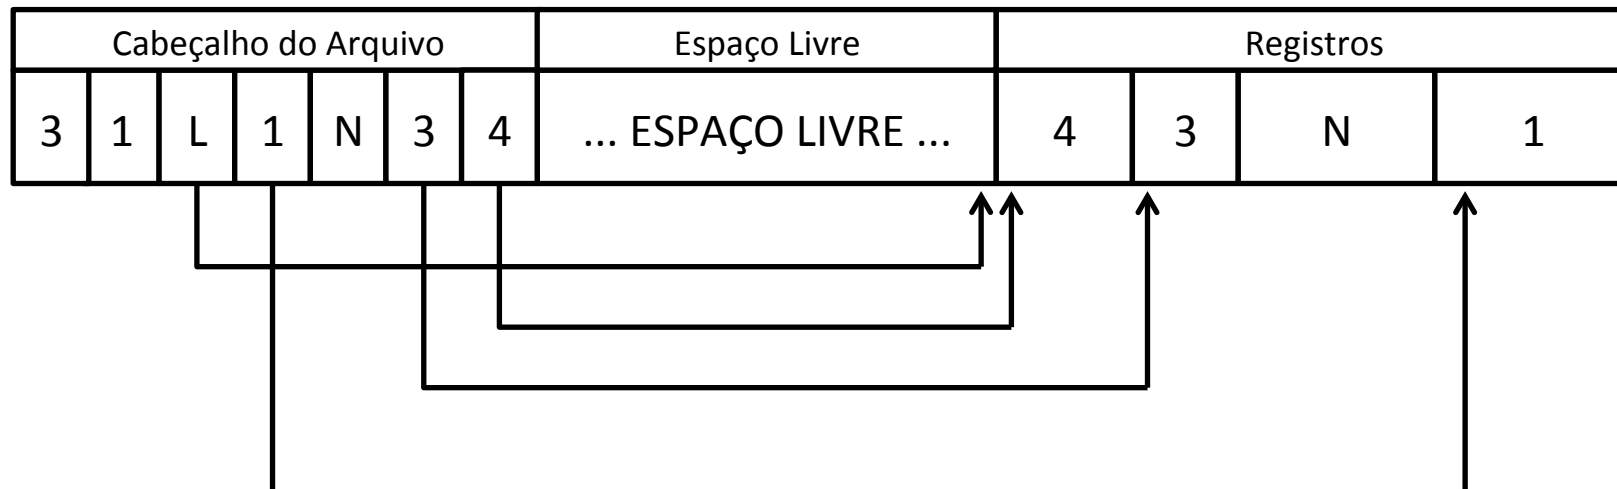 Cabeçalho do Arquivo Espaço Livre Registros
3 1 L 1 N 3 4 ... ESPAÇO LIVRE ... 4 3 N 1